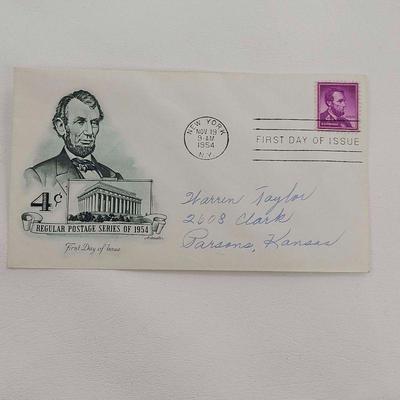 NEW YORK
NOV 19
9-AM
1954
N.Y.
FIRST DAY OF ISSUE
Warren Taylor
2608 Clark
Parsons, Kansas
4¢
REGULAR POSTAGE SERIES OF 1954
First Day of Issue